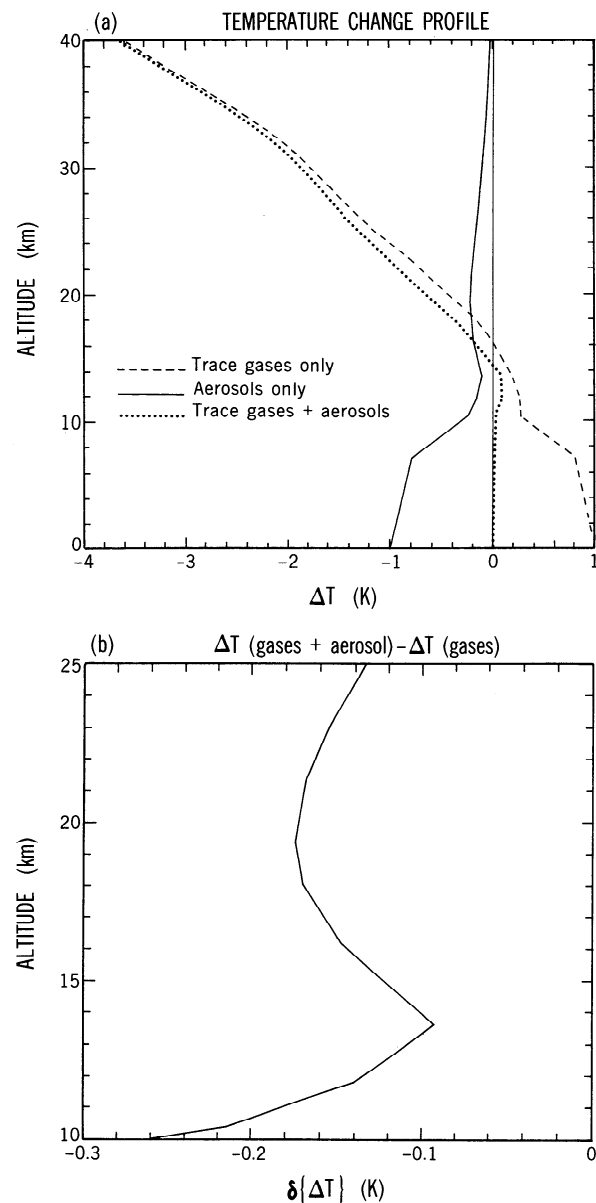 (a) TEMPERATURE CHANGE PROFILE
40
30
20
10
0
ALTITUDE (km)
Trace gases only
Aerosols only
Trace gases + aerosols
-4 -3 -2 -1 0 1
ΔT (K)
(b) ΔT (gases + aerosol) – ΔT (gases)
25
20
15
10
ALTITUDE (km)
-0.3 -0.2 -0.1 0
δ{ΔT} (K)